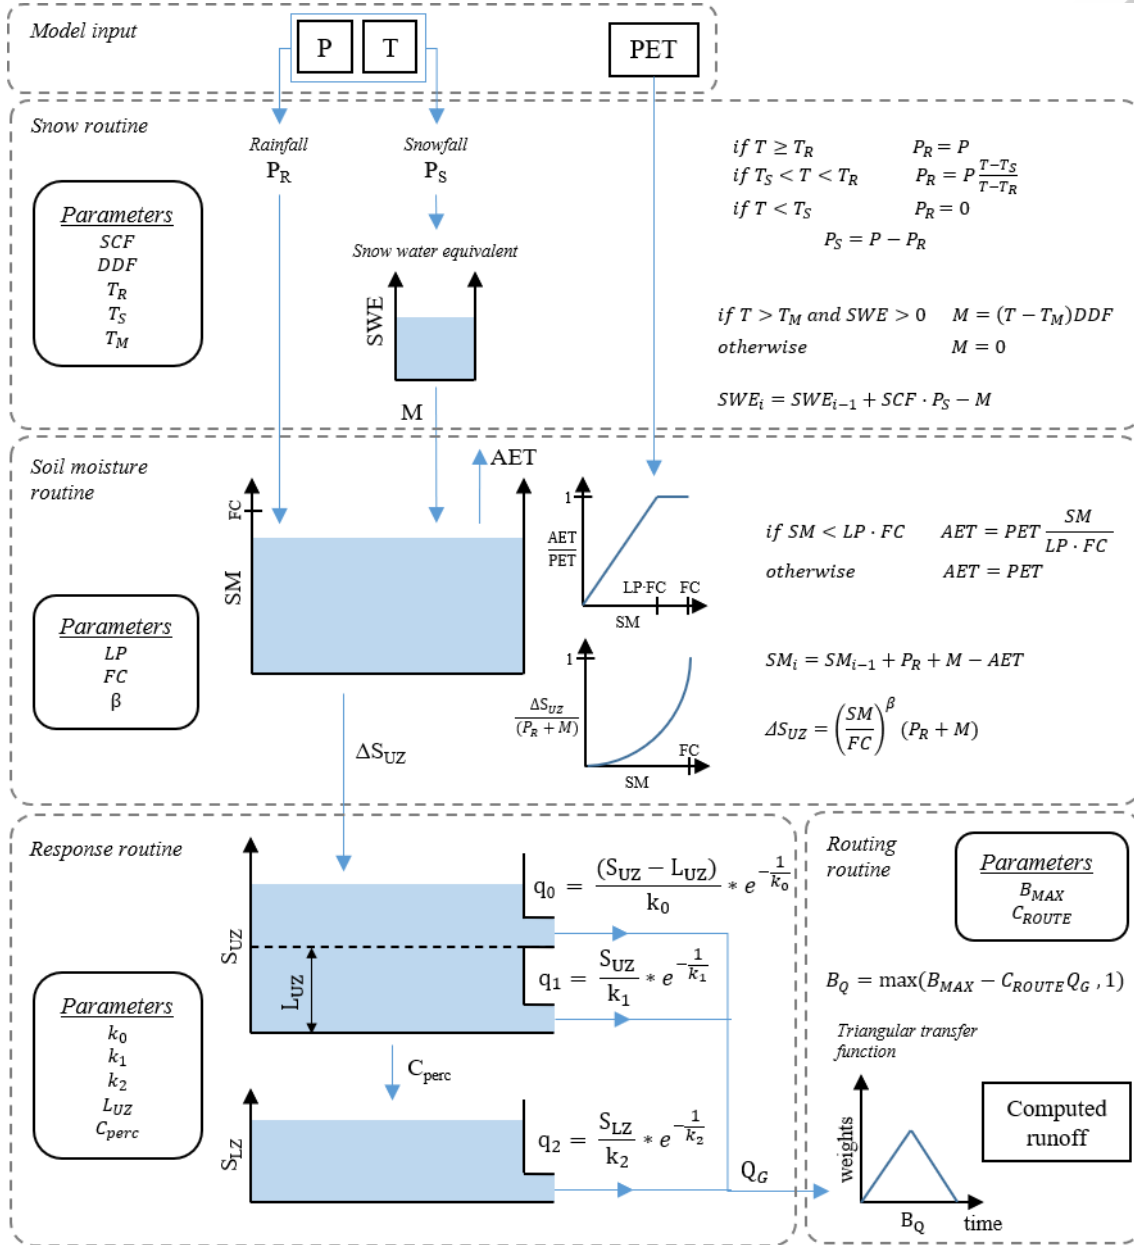 Model input
P T PET
Snow routine
Rainfall
P_R
Snowfall
P_S
Parameters
SCF
DDF
T_R
T_S
T_M
Snow water equivalent
SWE
M
if T ≥ T_R P_R = P
if T_S < T < T_R P_R = P (T−T_S)/(T−T_R)
if T < T_S P_R = 0
P_S = P − P_R
if T > T_M and SWE > 0 M = (T − T_M)DDF
otherwise M = 0
SWE_i = SWE_{i−1} + SCF · P_S − M
Soil moisture
routine
Parameters
LP
FC
β
FC
SM
AET
1
AET/PET
LP·FC FC
SM
1
ΔS_UZ/(P_R + M)
FC
SM
if SM < LP · FC AET = PET SM/(LP · FC)
otherwise AET = PET
SM_i = SM_{i−1} + P_R + M − AET
ΔS_UZ = (SM/FC)^β (P_R + M)
ΔS_UZ
Response routine
Parameters
k_0
k_1
k_2
L_UZ
C_perc
S_UZ
L_UZ
q_0 = (S_UZ − L_UZ)/k_0 * e^{−1/k_0}
q_1 = S_UZ/k_1 * e^{−1/k_1}
C_perc
S_LZ
q_2 = S_LZ/k_2 * e^{−1/k_2}
Q_G
Routing
routine
Parameters
B_MAX
C_ROUTE
B_Q = max(B_MAX − C_ROUTE Q_G , 1)
Triangular transfer
function
weights
B_Q time
Computed
runoff